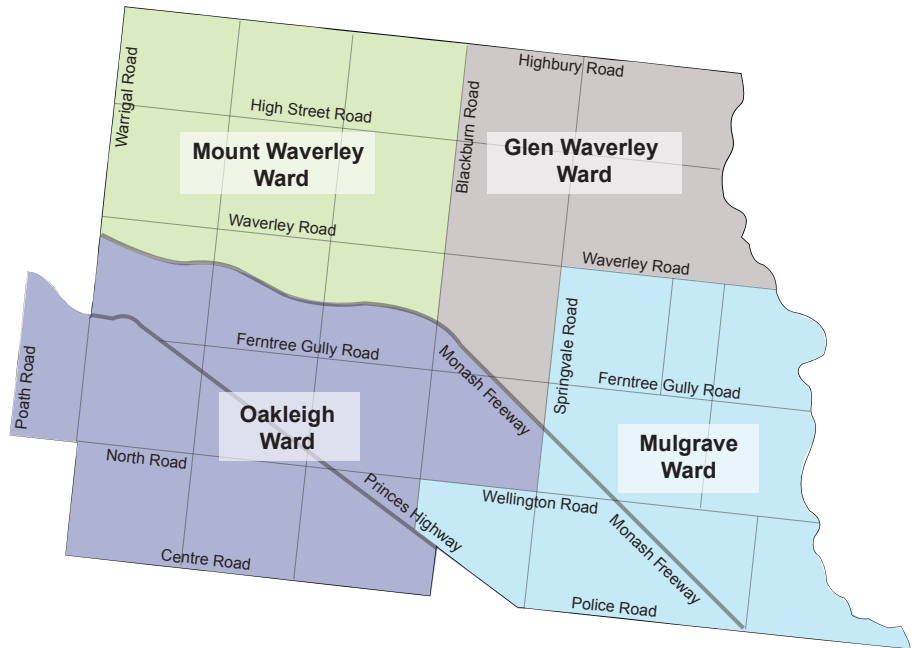 Highbury Road
Warrigal Road
High Street Road
Blackburn Road
Mount Waverley
Ward
Glen Waverley
Ward
Waverley Road
Waverley Road
Springvale Road
Ferntree Gully Road
Monash Freeway
Ferntree Gully Road
Poath Road
Oakleigh
Ward
Mulgrave
Ward
North Road
Princes Highway
Wellington Road
Monash Freeway
Centre Road
Police Road